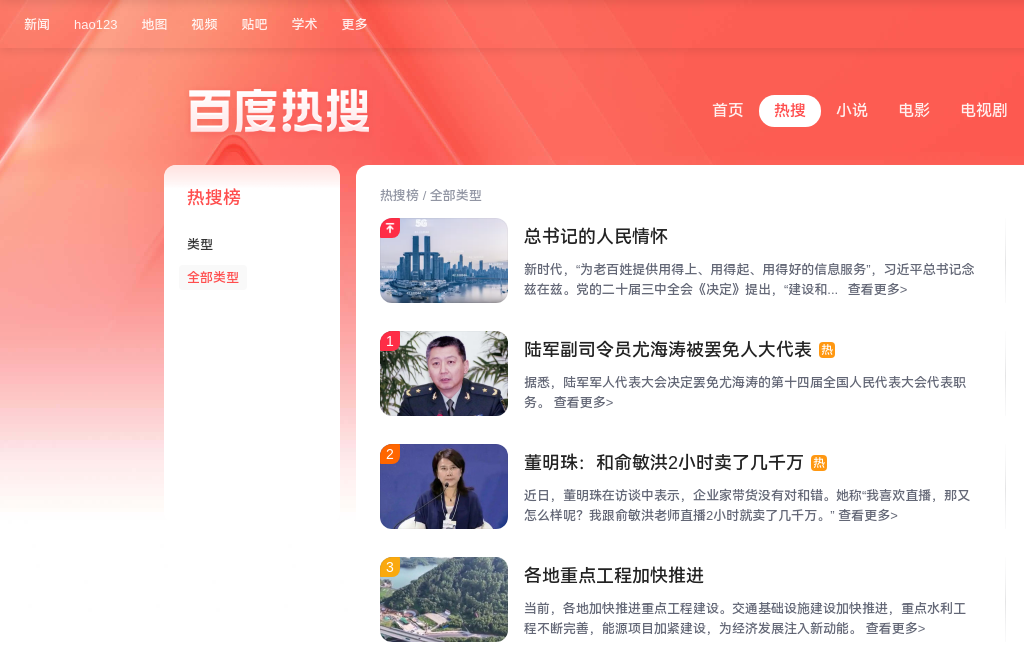 新闻 hao123 地图 视频 贴吧 学术 更多
百度热搜
首页 热搜 小说 电影 电视剧
热搜榜
类型
全部类型
热搜榜 / 全部类型
总书记的人民情怀
新时代，“为老百姓提供用得上、用得起、用得好的信息服务”，习近平总书记念
兹在兹。党的二十届三中全会《决定》提出，“建设和... 查看更多>
1
陆军副司令员尤海涛被罢免人大代表 热
据悉，陆军军人代表大会决定罢免尤海涛的第十四届全国人民代表大会代表职
务。 查看更多>
2
董明珠：和俞敏洪2小时卖了几千万 热
近日，董明珠在访谈中表示，企业家带货没有对和错。她称“我喜欢直播，那又
怎么样呢？我跟俞敏洪老师直播2小时就卖了几千万。” 查看更多>
3
各地重点工程加快推进
当前，各地加快推进重点工程建设。交通基础设施建设加快推进，重点水利工
程不断完善，能源项目加紧建设，为经济发展注入新动能。 查看更多>